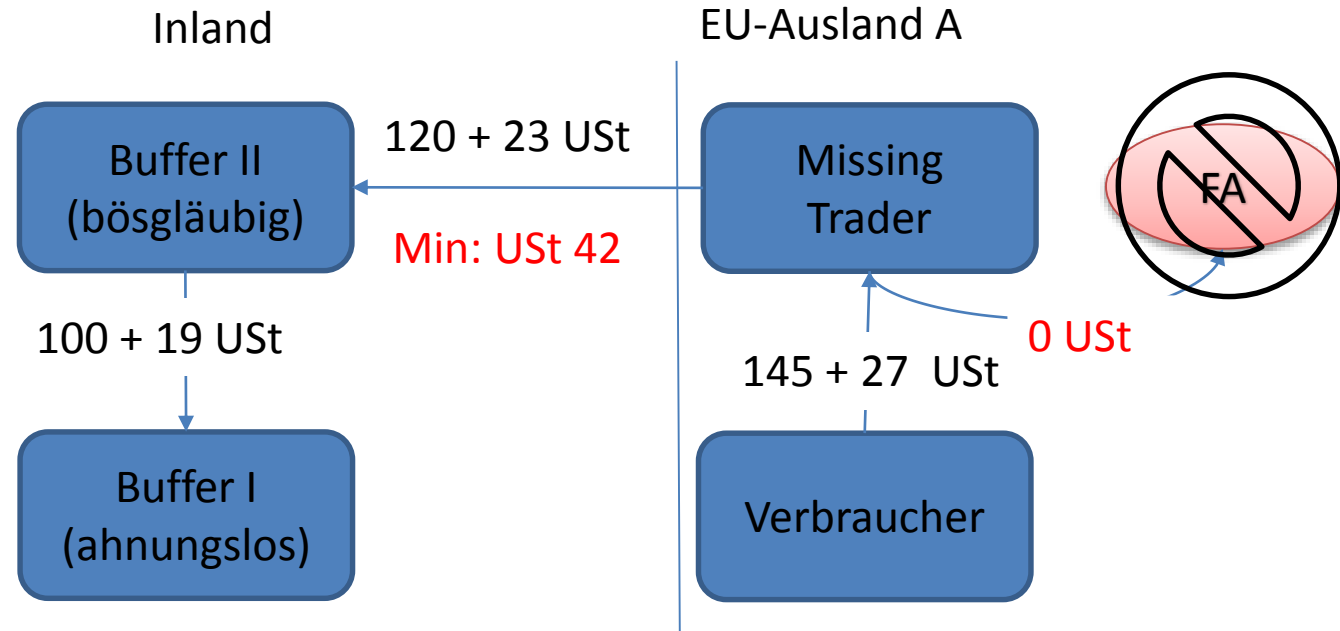 Inland
EU-Ausland A
Buffer II
(bösgläubig)
120 + 23 USt
Min: USt 42
Missing
Trader
FA
100 + 19 USt
0 USt
145 + 27 USt
Buffer I
(ahnungslos)
Verbraucher